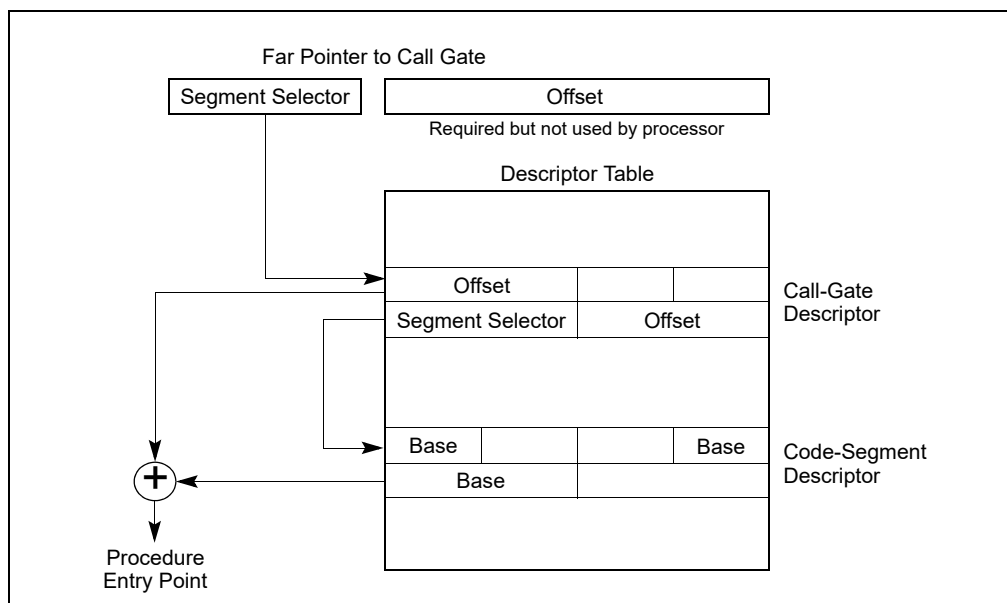 Far Pointer to Call Gate
Segment Selector
Offset
Required but not used by processor
Descriptor Table
Offset
Call-Gate
Descriptor
Segment Selector
Offset
Base
Base
Code-Segment
Descriptor
Base
+
Procedure
Entry Point